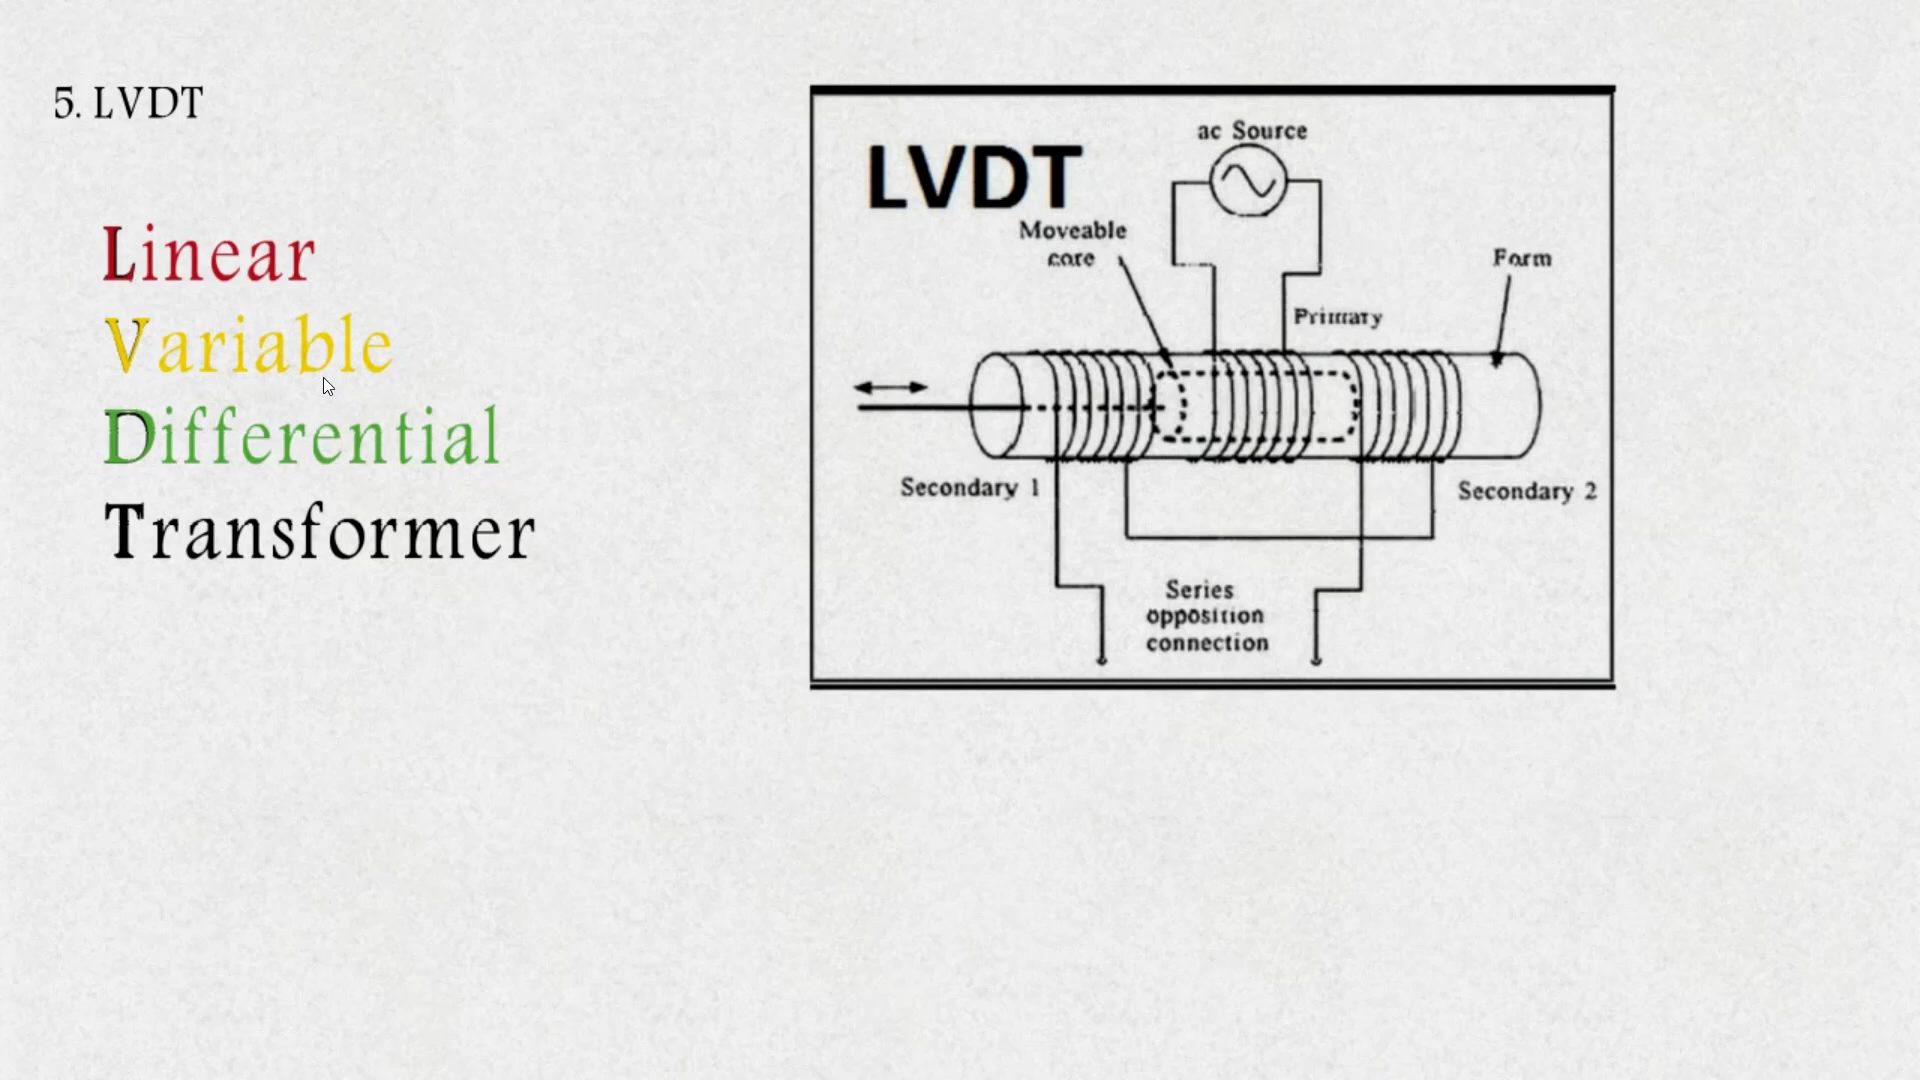 5. LVDT
Linear
Variable
Differential
Transformer
LVDT
ac Source
Moveable
core
Form
Primary
Secondary 1
Secondary 2
Series
opposition
connection